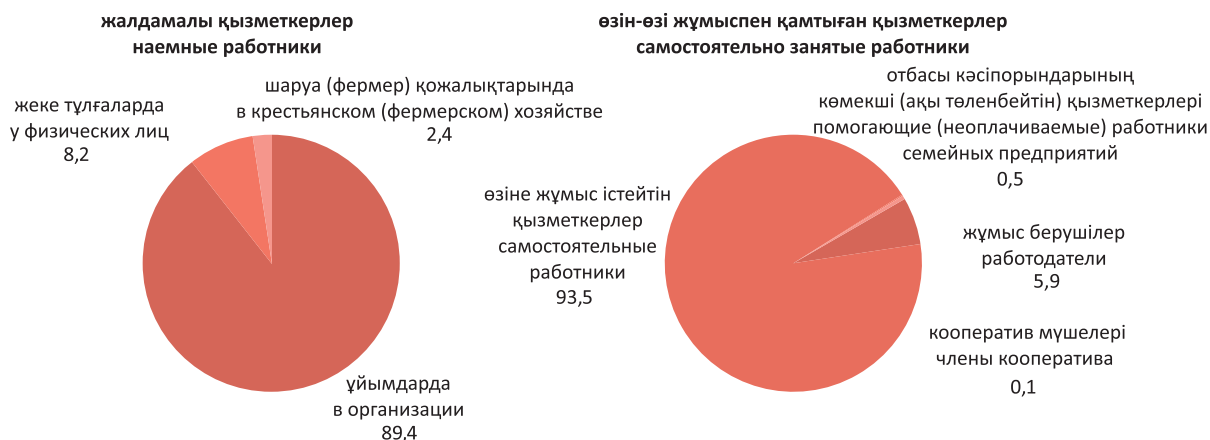 жалдамалы қызметкерлер
наемные работники
шаруа (фермер) қожалықтарында
в крестьянском (фермерском) хозяйстве
2,4
жеке тұлғаларда
у физических лиц
8,2
ұйымдарда
в организации
89,4
өзін-өзі жұмыспен қамтыған қызметкерлер
самостоятельно занятые работники
отбасы кәсіпорындарының
көмекші (ақы төленбейтін) қызметкерлері
помогающие (неоплачиваемые) работники
семейных предприятий
0,5
өзіне жұмыс істейтін
қызметкерлер
самостоятельные
работники
93,5
жұмыс берушілер
работодатели
5,9
кооператив мүшелері
члены кооператива
0,1